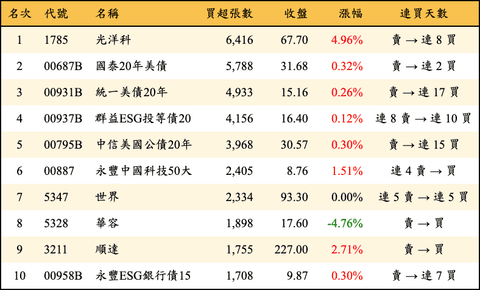 名次 代號 名稱 買超張數 收盤 漲幅 連買天數
1 1785 光洋科 6,416 67.70 4.96% 賣 → 連 8 買
2 00687B 國泰20年美債 5,788 31.68 0.32% 賣 → 連 2 買
3 00931B 統一美債20年 4,933 15.16 0.26% 賣 → 連 17 買
4 00937B 群益ESG投等債20 4,156 16.40 0.12% 連 8 賣 → 連 10 買
5 00795B 中信美國公債20年 3,968 30.57 0.30% 賣 → 連 15 買
6 00887 永豐中國科技50大 2,405 8.76 1.51% 連 4 賣 → 買
7 5347 世界 2,334 93.30 0.00% 連 5 賣 → 連 5 買
8 5328 華容 1,898 17.60 -4.76% 賣 → 買
9 3211 順達 1,755 227.00 2.71% 賣 → 買
10 00958B 永豐ESG銀行債15 1,708 9.87 0.30% 賣 → 連 7 買